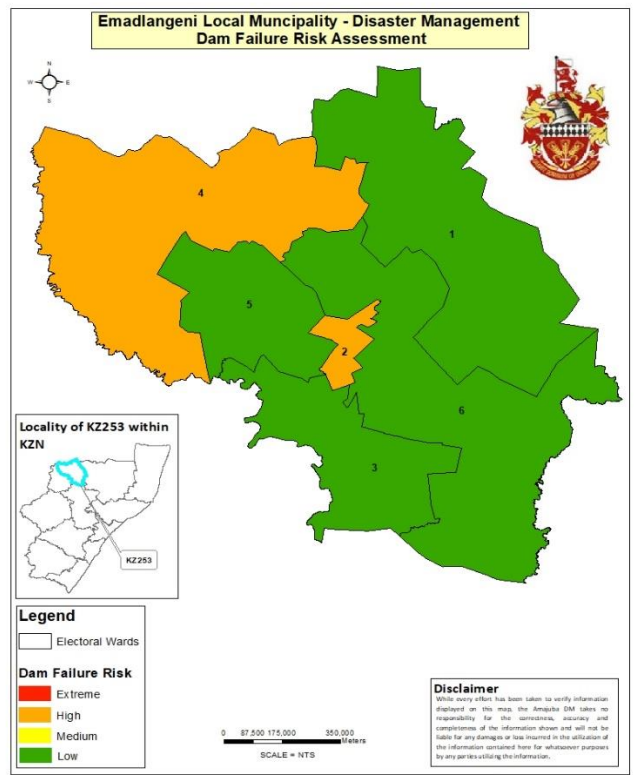 Emadlangeni Local Muncipality - Disaster Management
Dam Failure Risk Assessment
N
W
E
S
4
1
5
2
6
3
Locality of KZ253 within
KZN
KZ253
Legend
Electoral Wards
Dam Failure Risk
Extreme
High
Medium
Low
0 87,500 175,000 350,000
Meters
SCALE = NTS
Disclaimer
While every effort has been taken to verify information
displayed on this map, the Amajuba DM takes no
responsibility for the correctness, accuracy and
completeness of the information shown and will not be
liable for any damages or loss incurred in the utilization of
the information contained here for whatsoever purposes
by any parties utilizing the information.